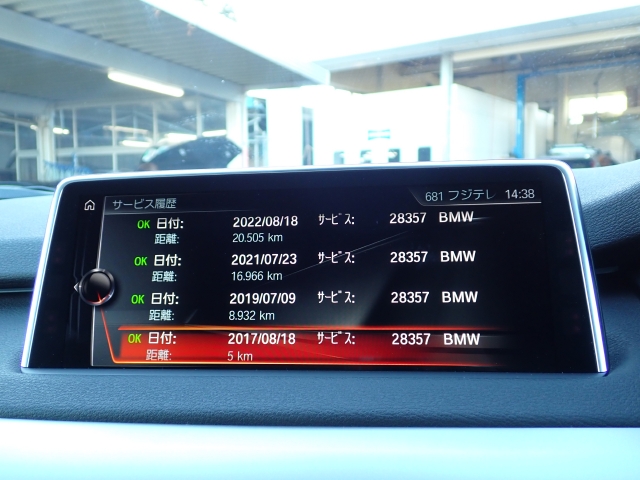 サービス履歴 681 フジテレ 14:38
OK 日付: 2022/08/18 ｻｰﾋﾞｽ: 28357 BMW
距離: 20.505 km
OK 日付: 2021/07/23 ｻｰﾋﾞｽ: 28357 BMW
距離: 16.966 km
OK 日付: 2019/07/09 ｻｰﾋﾞｽ: 28357 BMW
距離: 8.932 km
OK 日付: 2017/08/18 ｻｰﾋﾞｽ: 28357 BMW
距離: 5 km